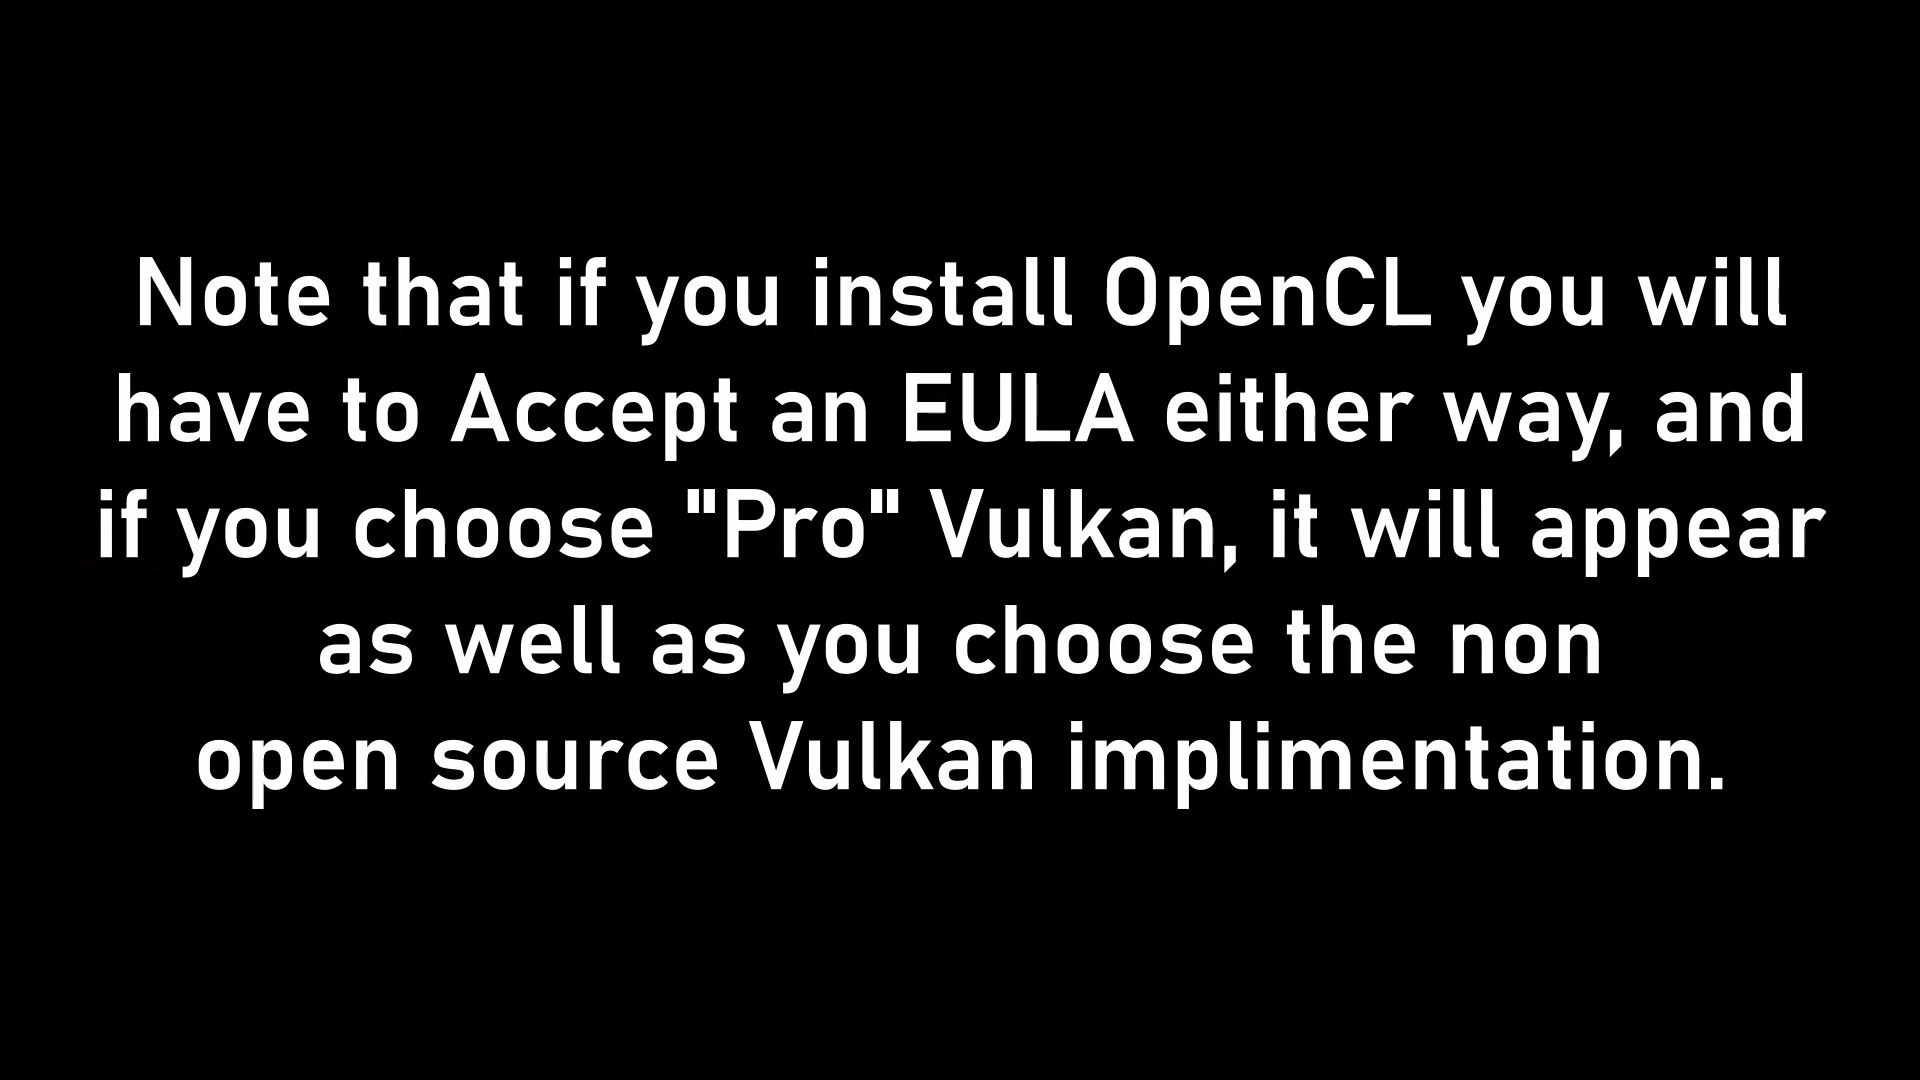 Note that if you install OpenCL you will
have to Accept an EULA either way, and
if you choose "Pro" Vulkan, it will appear
as well as you choose the non
open source Vulkan implimentation.